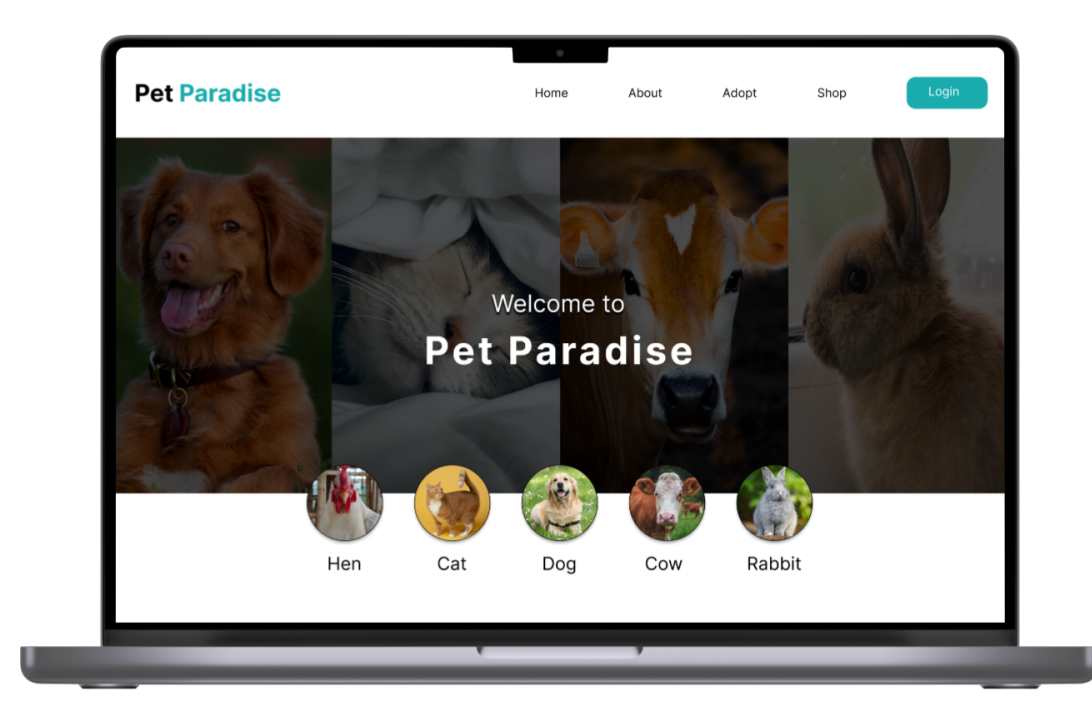 Pet Paradise
Home About Adopt Shop Login
Welcome to
Pet Paradise
Hen Cat Dog Cow Rabbit